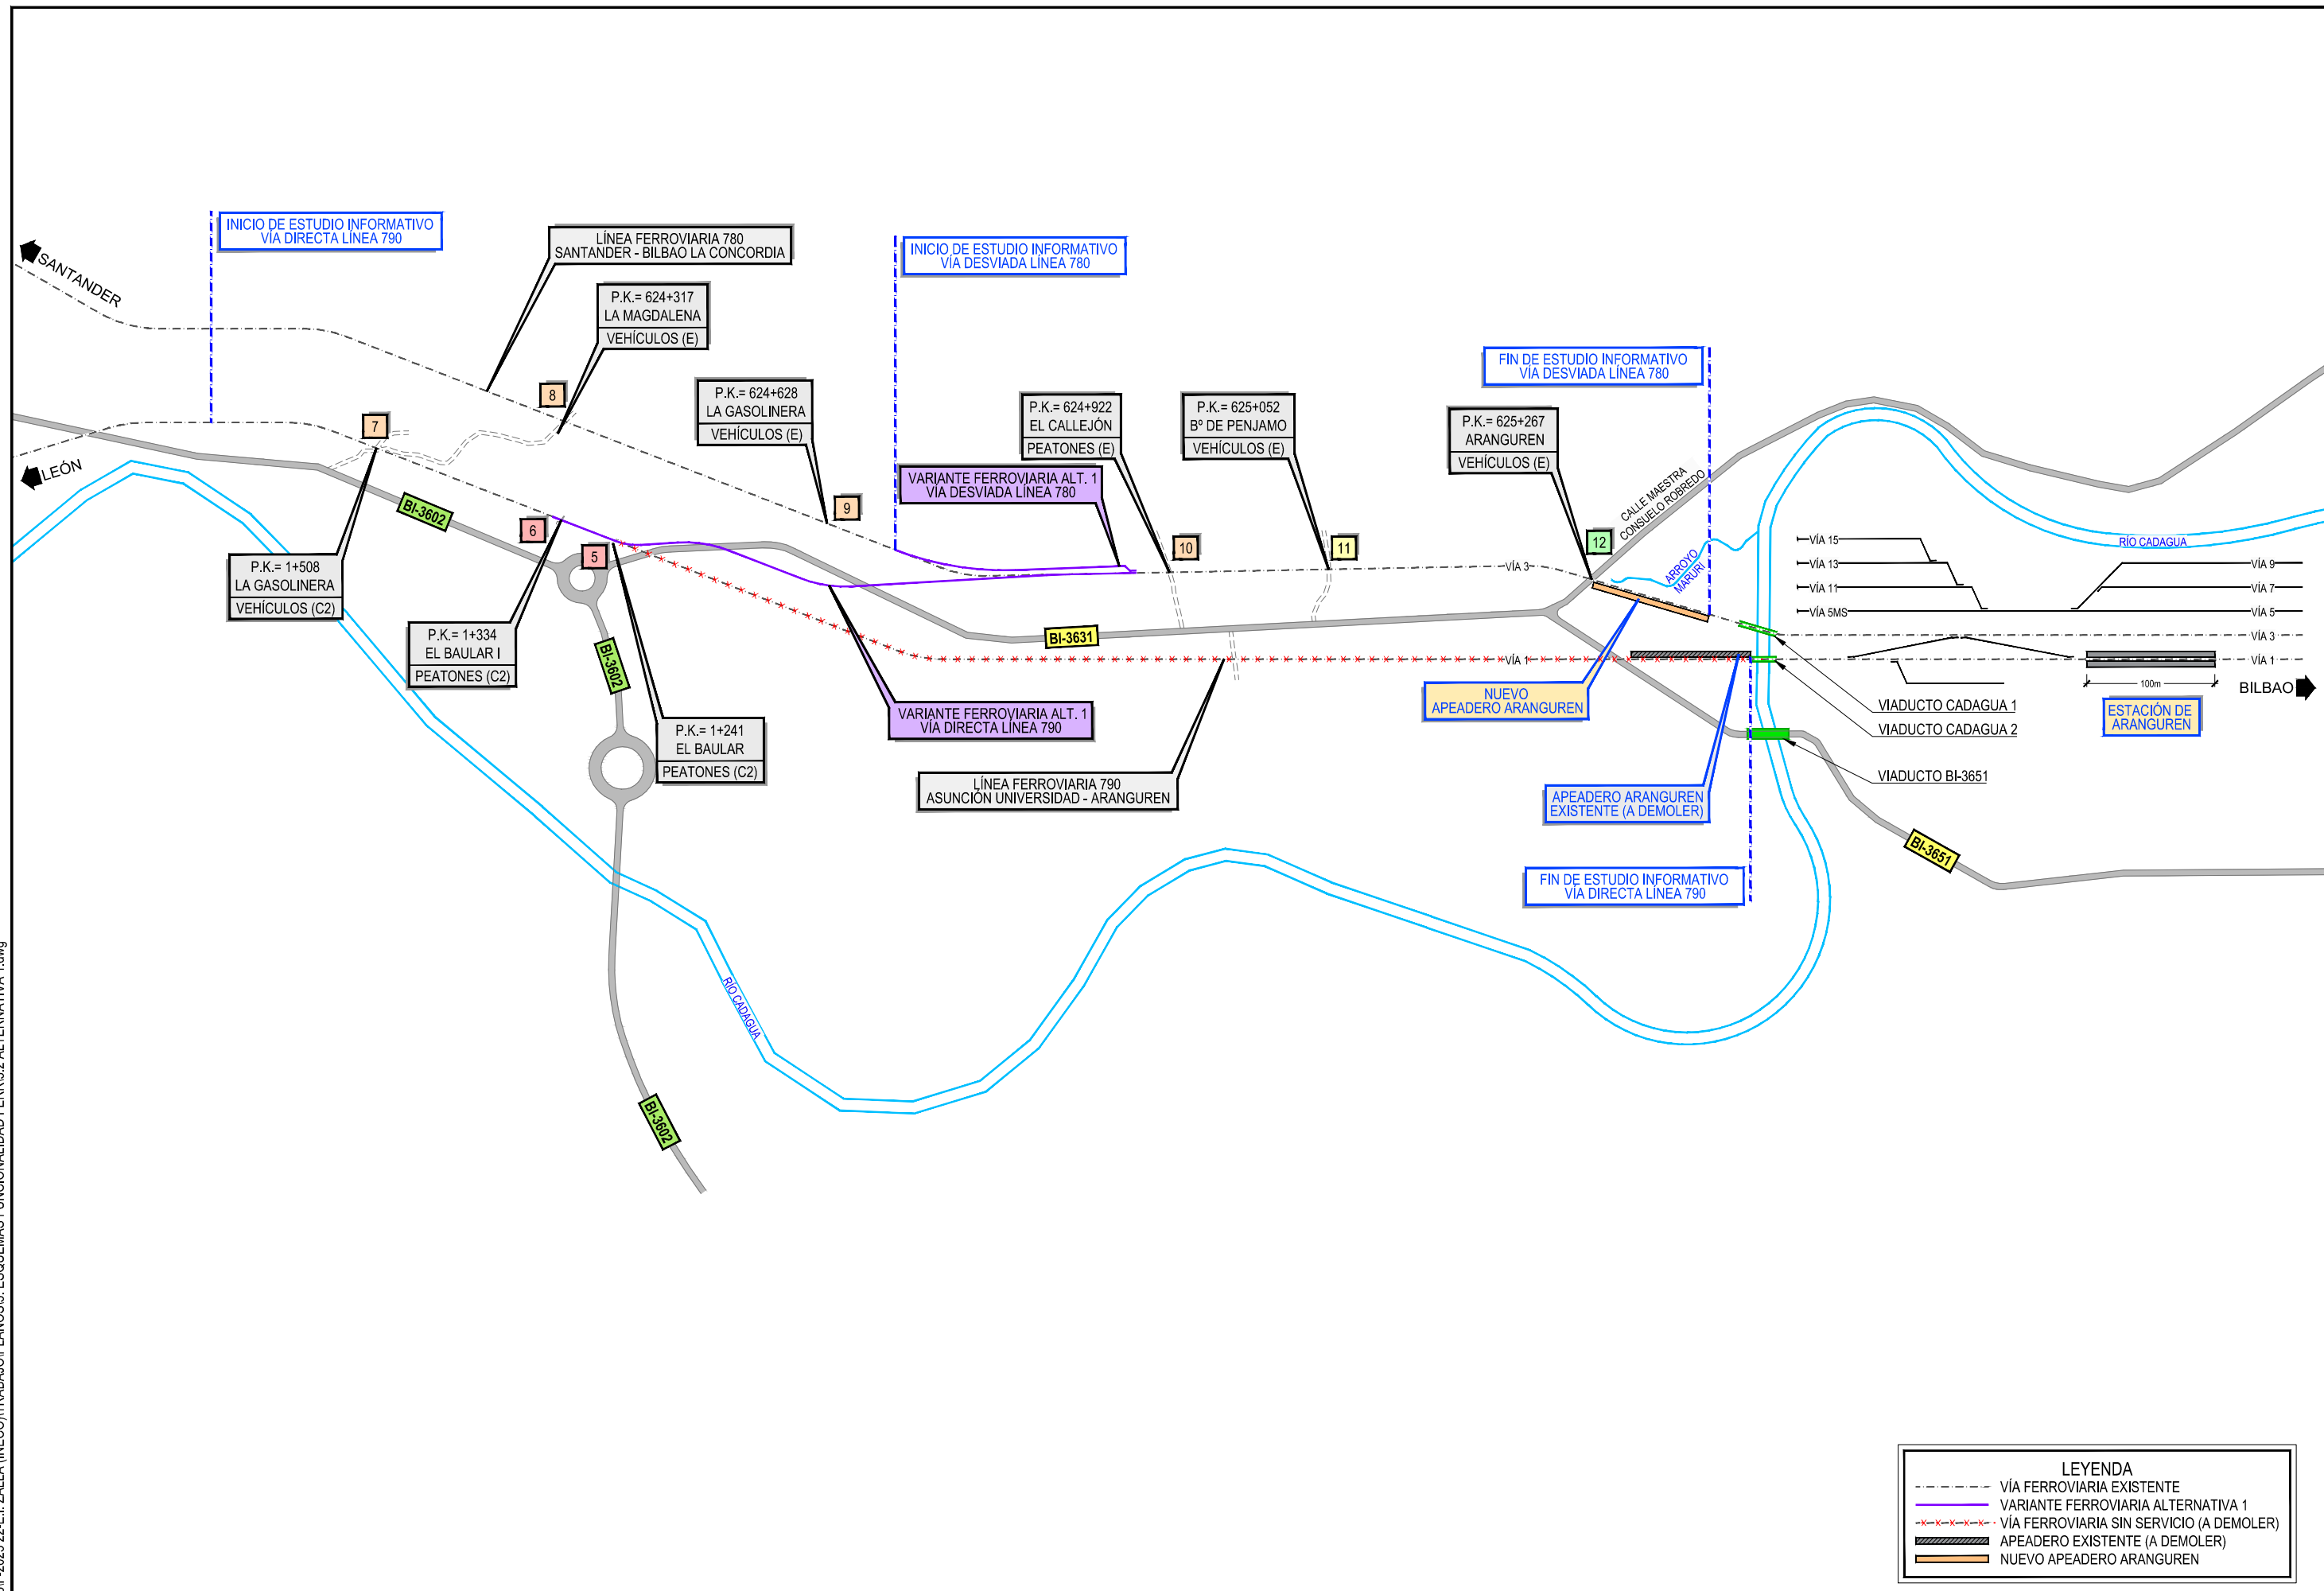 INICIO DE ESTUDIO INFORMATIVO
VÍA DIRECTA LÍNEA 790
LÍNEA FERROVIARIA 780
SANTANDER - BILBAO LA CONCORDIA
INICIO DE ESTUDIO INFORMATIVO
VÍA DESVIADA LÍNEA 780
SANTANDER
P.K.= 624+317
LA MAGDALENA
VEHÍCULOS (E)
FIN DE ESTUDIO INFORMATIVO
VÍA DESVIADA LÍNEA 780
8
P.K.= 624+628
LA GASOLINERA
VEHÍCULOS (E)
P.K.= 624+922
EL CALLEJÓN
PEATONES (E)
P.K.= 625+052
Bº DE PENJAMO
VEHÍCULOS (E)
P.K.= 625+267
ARANGUREN
VEHÍCULOS (E)
7
LEÓN
VARIANTE FERROVIARIA ALT. 1
VÍA DESVIADA LÍNEA 780
CALLE MAESTRA
CONSUELO ROBREDO
BI-3602
9
6
5
10
11
12
VÍA 15
RÍO CADAGUA
P.K.= 1+508
LA GASOLINERA
VEHÍCULOS (C2)
VÍA 3
ARROYO
MARURI
VÍA 13
VÍA 9
VÍA 11
VÍA 7
VÍA 5MS
VÍA 5
P.K.= 1+334
EL BAULAR I
PEATONES (C2)
BI-3602
BI-3631
VÍA 3
VÍA 1
VÍA 1
100m
BILBAO
NUEVO
APEADERO ARANGUREN
VIADUCTO CADAGUA 1
ESTACIÓN DE
ARANGUREN
VARIANTE FERROVIARIA ALT. 1
VÍA DIRECTA LÍNEA 790
P.K.= 1+241
EL BAULAR
PEATONES (C2)
VIADUCTO CADAGUA 2
VIADUCTO BI-3651
LÍNEA FERROVIARIA 790
ASUNCIÓN UNIVERSIDAD - ARANGUREN
APEADERO ARANGUREN
EXISTENTE (A DEMOLER)
BI-3651
FIN DE ESTUDIO INFORMATIVO
VÍA DIRECTA LÍNEA 790
RÍO CADAGUA
BI-3602
LEYENDA
VÍA FERROVIARIA EXISTENTE
VARIANTE FERROVIARIA ALTERNATIVA 1
VÍA FERROVIARIA SIN SERVICIO (A DEMOLER)
APEADERO EXISTENTE (A DEMOLER)
NUEVO APEADERO ARANGUREN